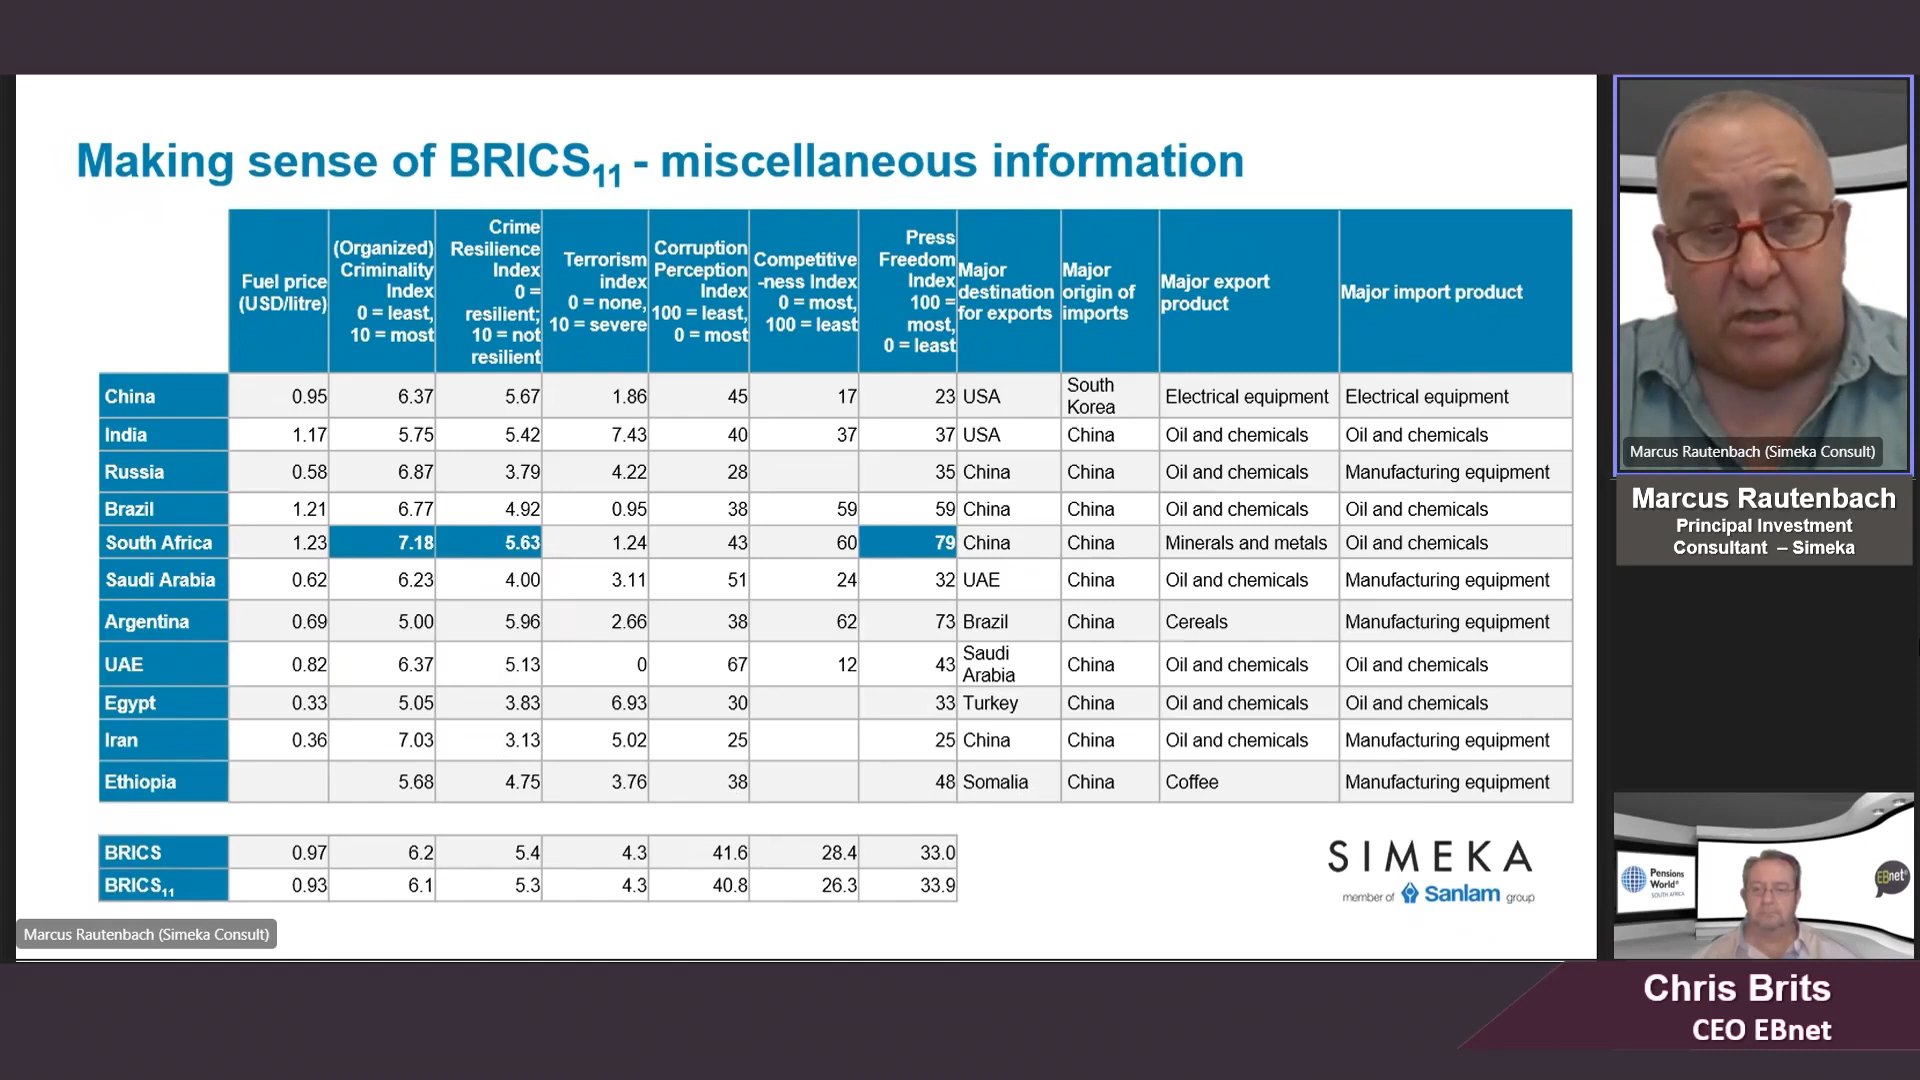 Making sense of BRICS11 - miscellaneous information
Fuel price
(USD/litre)
(Organized)
Criminality
Index
0 = least,
10 = most
Crime
Resilience
Index
0 =
resilient;
10 = not
resilient
Terrorism
index
0 = none,
10 = severe
Corruption
Perception
Index
100 = least,
0 = most
Competitive
-ness Index
0 = most,
100 = least
Press
Freedom
Index
100 =
most,
0 = least
Major
destination
for exports
Major
origin of
imports
Major export
product
Major import product
China 0.95 6.37 5.67 1.86 45 17 23 USA South Korea Electrical equipment Electrical equipment
India 1.17 5.75 5.42 7.43 40 37 37 USA China Oil and chemicals Oil and chemicals
Russia 0.58 6.87 3.79 4.22 28 35 China China Oil and chemicals Manufacturing equipment
Brazil 1.21 6.77 4.92 0.95 38 59 59 China China Oil and chemicals Oil and chemicals
South Africa 1.23 7.18 5.63 1.24 43 60 79 China China Minerals and metals Oil and chemicals
Saudi Arabia 0.62 6.23 4.00 3.11 51 24 32 UAE China Oil and chemicals Manufacturing equipment
Argentina 0.69 5.00 5.96 2.66 38 62 73 Brazil China Cereals Manufacturing equipment
UAE 0.82 6.37 5.13 0 67 12 43 Saudi Arabia China Oil and chemicals Oil and chemicals
Egypt 0.33 5.05 3.83 6.93 30 33 Turkey China Oil and chemicals Oil and chemicals
Iran 0.36 7.03 3.13 5.02 25 25 China China Oil and chemicals Manufacturing equipment
Ethiopia 5.68 4.75 3.76 38 48 Somalia China Coffee Manufacturing equipment
BRICS 0.97 6.2 5.4 4.3 41.6 28.4 33.0
BRICS11 0.93 6.1 5.3 4.3 40.8 26.3 33.9
SIMEKA
member of Sanlam group
Marcus Rautenbach (Simeka Consult)
Marcus Rautenbach (Simeka Consult)
Marcus Rautenbach
Principal Investment
Consultant – Simeka
Pensions
World
SOUTH AFRICA
EBnet
Chris Brits
CEO EBnet